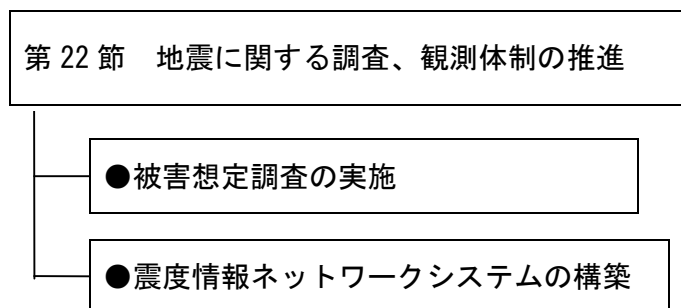 第 22 節　地震に関する調査、観測体制の推進
●被害想定調査の実施
●震度情報ネットワークシステムの構築